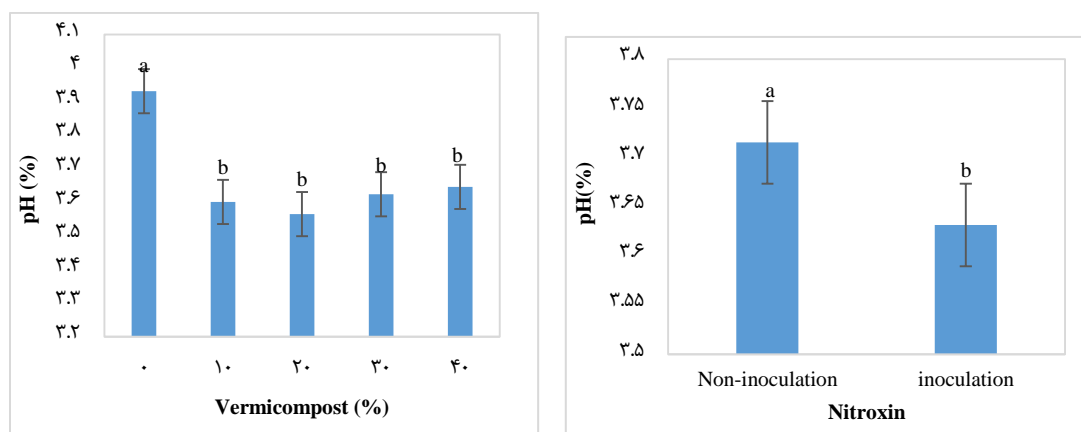 ۴.۱
۴
۳.۹
۳.۸
۳.۷
۳.۶
۳.۵
۳.۴
۳.۳
۳.۲
pH (%)
a
b
b
b
b
۰ ۱۰ ۲۰ ۳۰ ۴۰
Vermicompost (%)
۳.۸
۳.۷۵
۳.۷
۳.۶۵
۳.۶
۳.۵۵
۳.۵
pH(%)
a
b
Non-inoculation inoculation
Nitroxin